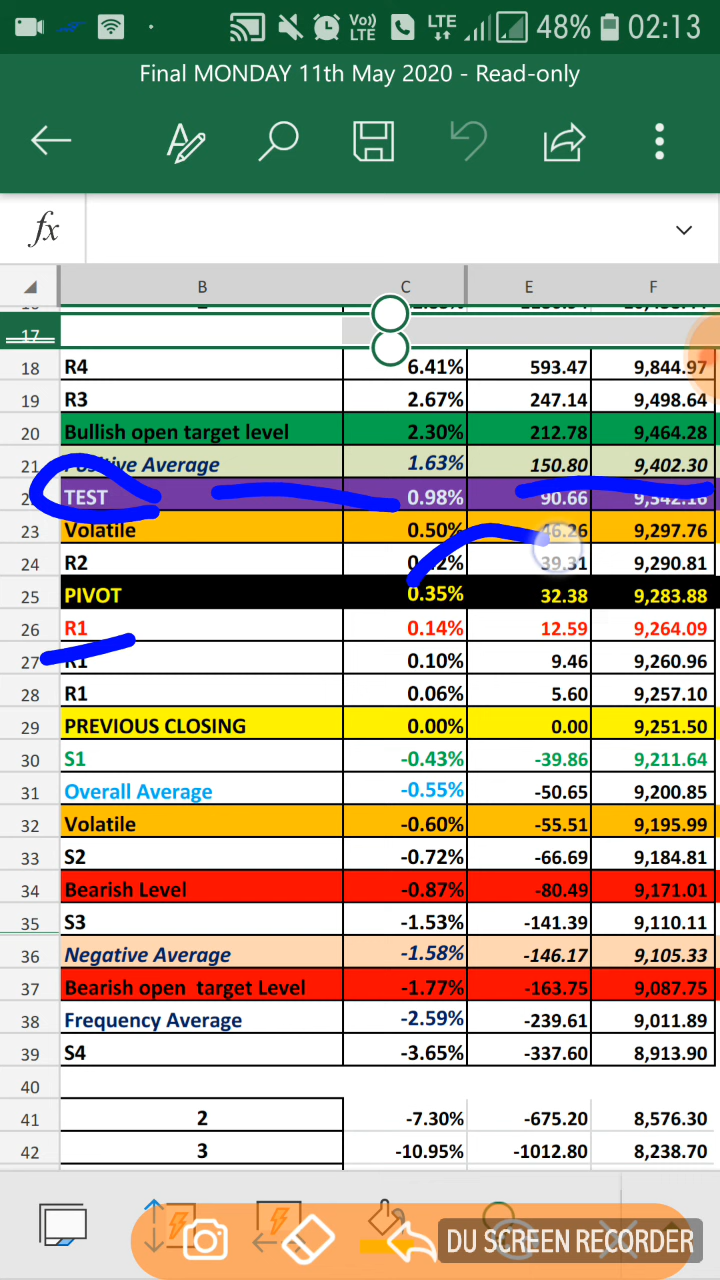 Vo)) LTE LTE 48% 02:13
Final MONDAY 11th May 2020 - Read-only
fx
B C E F
17
18 R4 6.41% 593.47 9,844.97
19 R3 2.67% 247.14 9,498.64
20 Bullish open target level 2.30% 212.78 9,464.28
21 Average 1.63% 150.80 9,402.30
TEST 0.98% 90.66
23 Volatile 0.50% 46.26 9,297.76
24 R2 39.31 9,290.81
25 PIVOT 0.35% 32.38 9,283.88
26 R1 0.14% 12.59 9,264.09
27 R1 0.10% 9.46 9,260.96
28 R1 0.06% 5.60 9,257.10
29 PREVIOUS CLOSING 0.00% 0.00 9,251.50
30 S1 -0.43% -39.86 9,211.64
31 Overall Average -0.55% -50.65 9,200.85
32 Volatile -0.60% -55.51 9,195.99
33 S2 -0.72% -66.69 9,184.81
34 Bearish Level -0.87% -80.49 9,171.01
35 S3 -1.53% -141.39 9,110.11
36 Negative Average -1.58% -146.17 9,105.33
37 Bearish open target Level -1.77% -163.75 9,087.75
38 Frequency Average -2.59% -239.61 9,011.89
39 S4 -3.65% -337.60 8,913.90
40
41 2 -7.30% -675.20 8,576.30
42 3 -10.95% -1012.80 8,238.70
DU SCREEN RECORDER